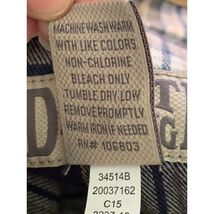 MACHINE WASH WARM
WITH LIKE COLORS
NON-CHLORINE
BLEACH ONLY
TUMBLE DRY LOW
REMOVE PROMPTLY
WARM IRON IF NEEDED
RN# 106803
34514B
20037162
C15